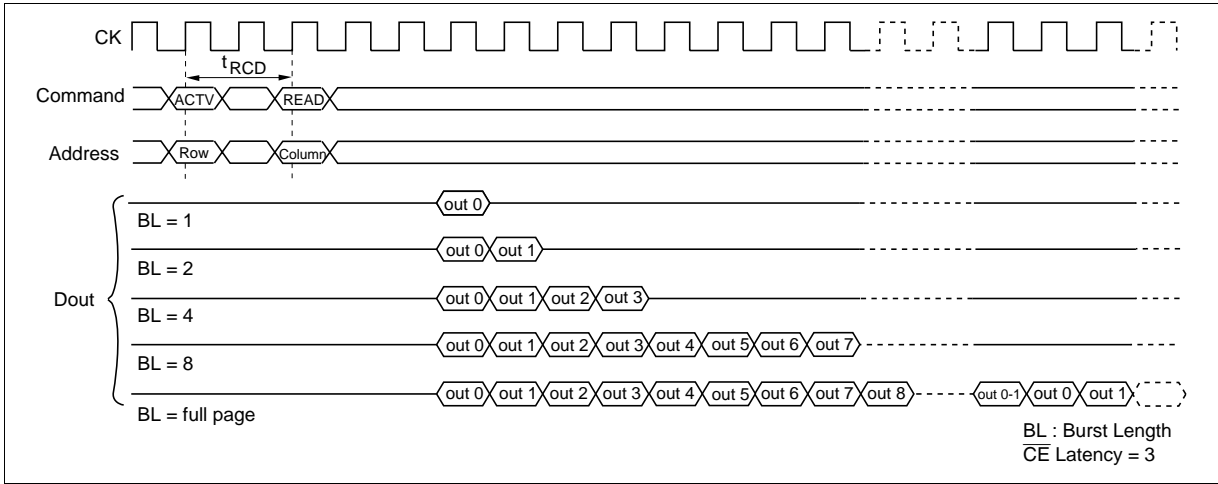 CK
tRCD
Command ACTV READ
Address Row Column
out 0
BL = 1
out 0 out 1
BL = 2
Dout
out 0 out 1 out 2 out 3
BL = 4
out 0 out 1 out 2 out 3 out 4 out 5 out 6 out 7
BL = 8
out 0 out 1 out 2 out 3 out 4 out 5 out 6 out 7 out 8 out 0-1 out 0 out 1
BL = full page
BL : Burst Length
CE Latency = 3